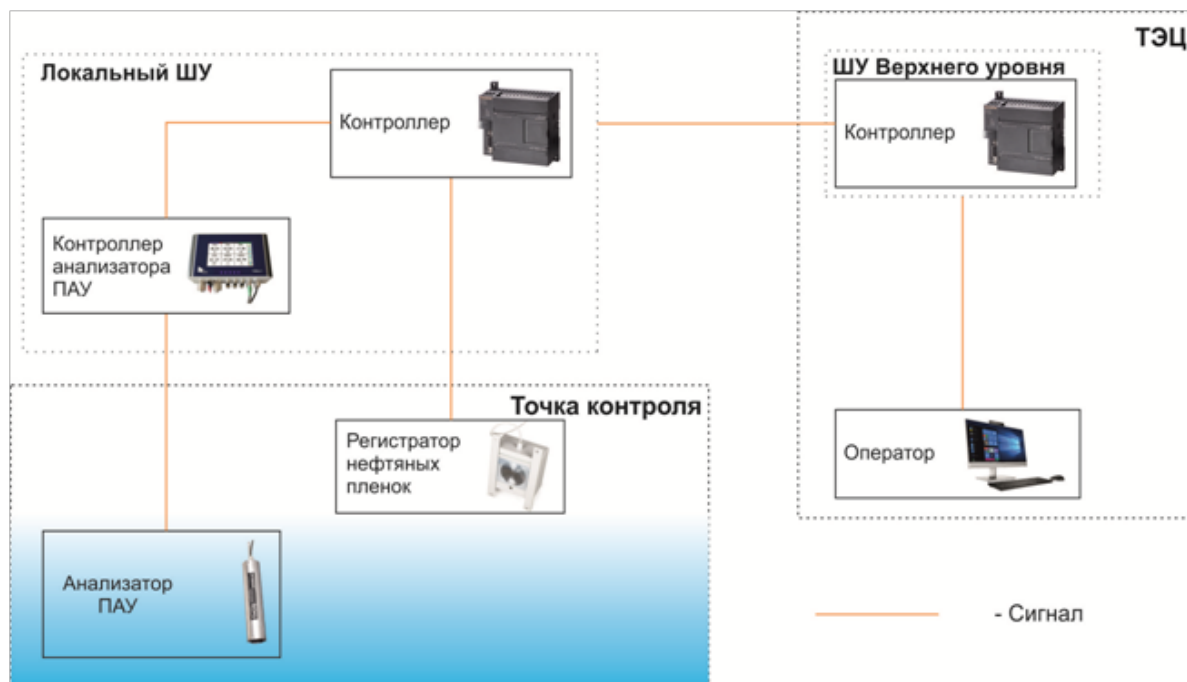 ТЭЦ
Локальный ШУ
ШУ Верхнего уровня
Контроллер
Контроллер
Контроллер
анализатора
ПАУ
Точка контроля
Регистратор
нефтяных
пленок
Оператор
Анализатор
ПАУ
- Сигнал